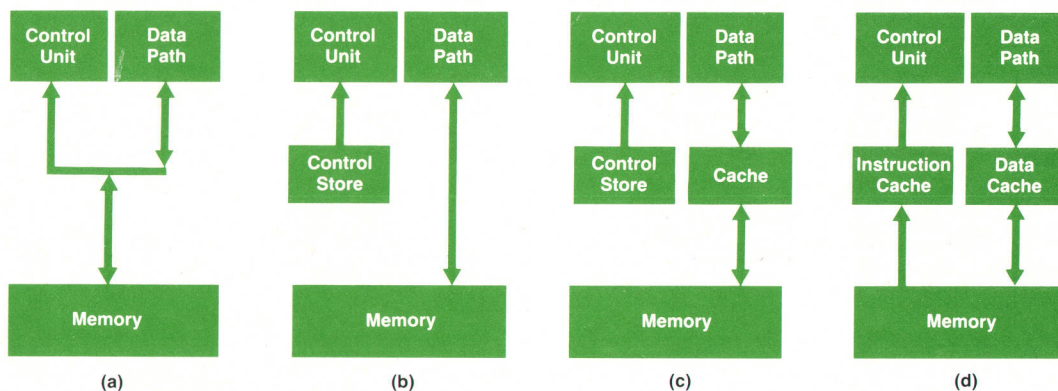 Control
Unit
Data
Path
Memory
(a)
Control
Unit
Data
Path
Control
Store
Memory
(b)
Control
Unit
Data
Path
Control
Store
Cache
Memory
(c)
Control
Unit
Data
Path
Instruction
Cache
Data
Cache
Memory
(d)